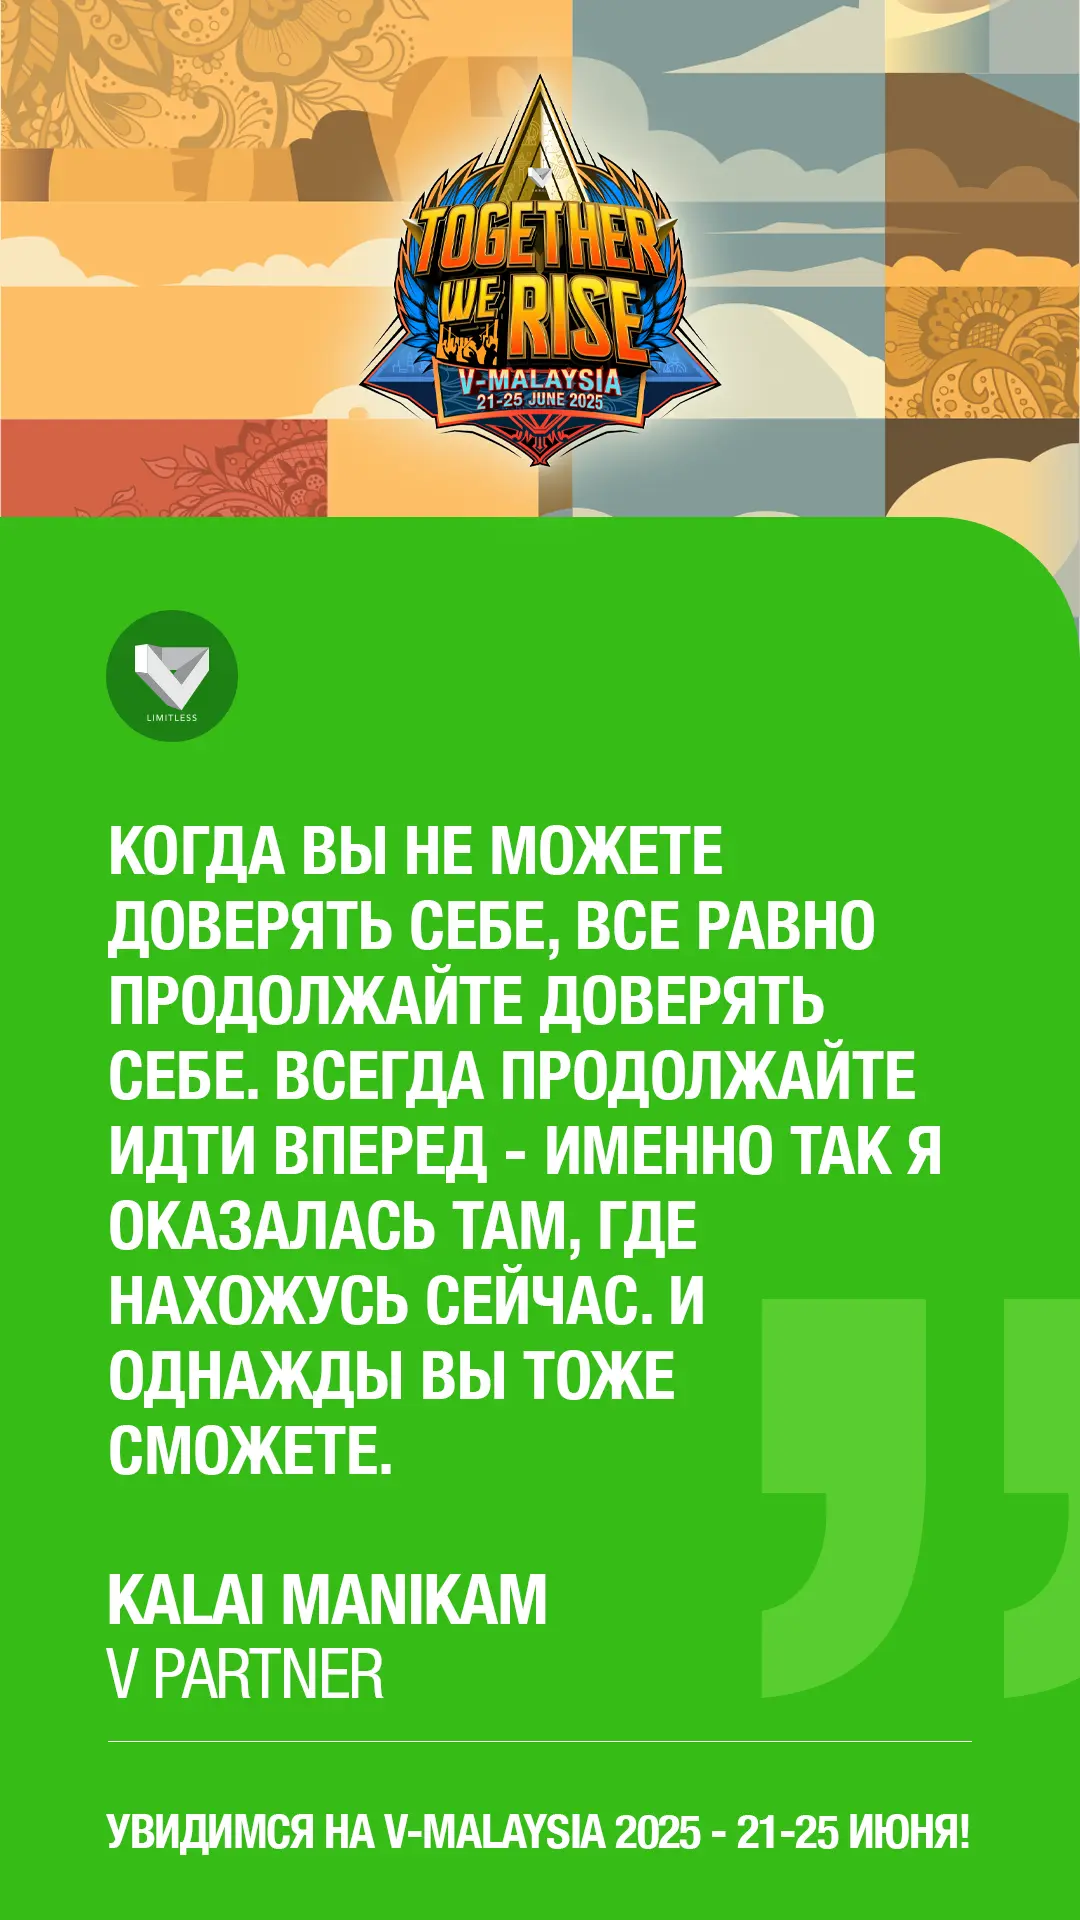 TOGETHER
WE RISE
V-MALAYSIA
21-25 JUNE 2025
LIMITLESS
КОГДА ВЫ НЕ МОЖЕТЕ
ДОВЕРЯТЬ СЕБЕ, ВСЕ РАВНО
ПРОДОЛЖАЙТЕ ДОВЕРЯТЬ
СЕБЕ. ВСЕГДА ПРОДОЛЖАЙТЕ
ИДТИ ВПЕРЕД - ИМЕННО ТАК Я
ОКАЗАЛАСЬ ТАМ, ГДЕ
НАХОЖУСЬ СЕЙЧАС. И
ОДНАЖДЫ ВЫ ТОЖЕ
СМОЖЕТЕ.
KALAI MANIKAM
V PARTNER
УВИДИМСЯ НА V-MALAYSIA 2025 - 21-25 ИЮНЯ!